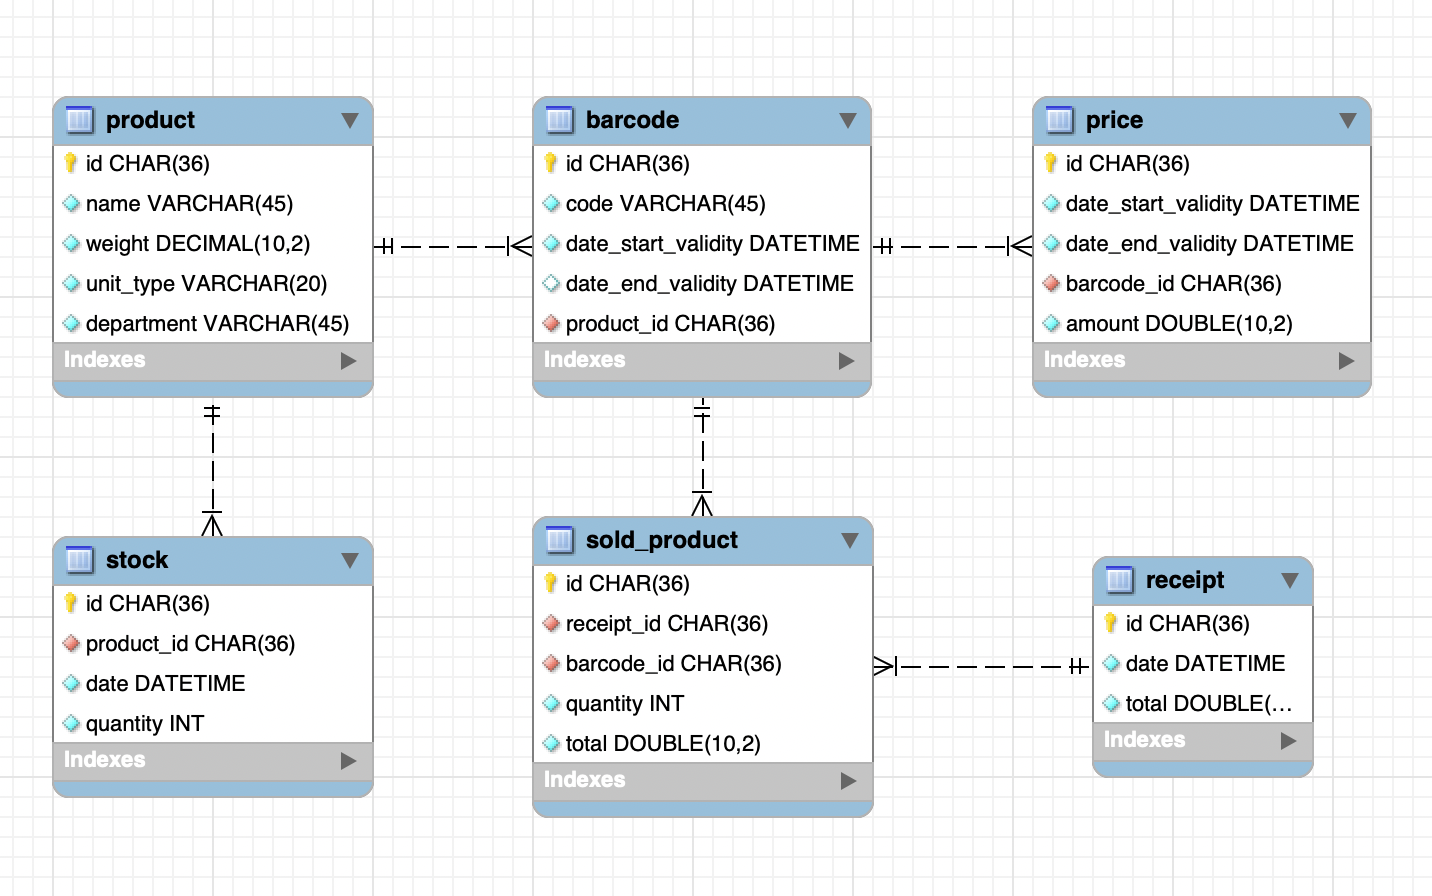 product
id CHAR(36)
name VARCHAR(45)
weight DECIMAL(10,2)
unit_type VARCHAR(20)
department VARCHAR(45)
Indexes
barcode
id CHAR(36)
code VARCHAR(45)
date_start_validity DATETIME
date_end_validity DATETIME
product_id CHAR(36)
Indexes
price
id CHAR(36)
date_start_validity DATETIME
date_end_validity DATETIME
barcode_id CHAR(36)
amount DOUBLE(10,2)
Indexes
stock
id CHAR(36)
product_id CHAR(36)
date DATETIME
quantity INT
Indexes
sold_product
id CHAR(36)
receipt_id CHAR(36)
barcode_id CHAR(36)
quantity INT
total DOUBLE(10,2)
Indexes
receipt
id CHAR(36)
date DATETIME
total DOUBLE(...
Indexes